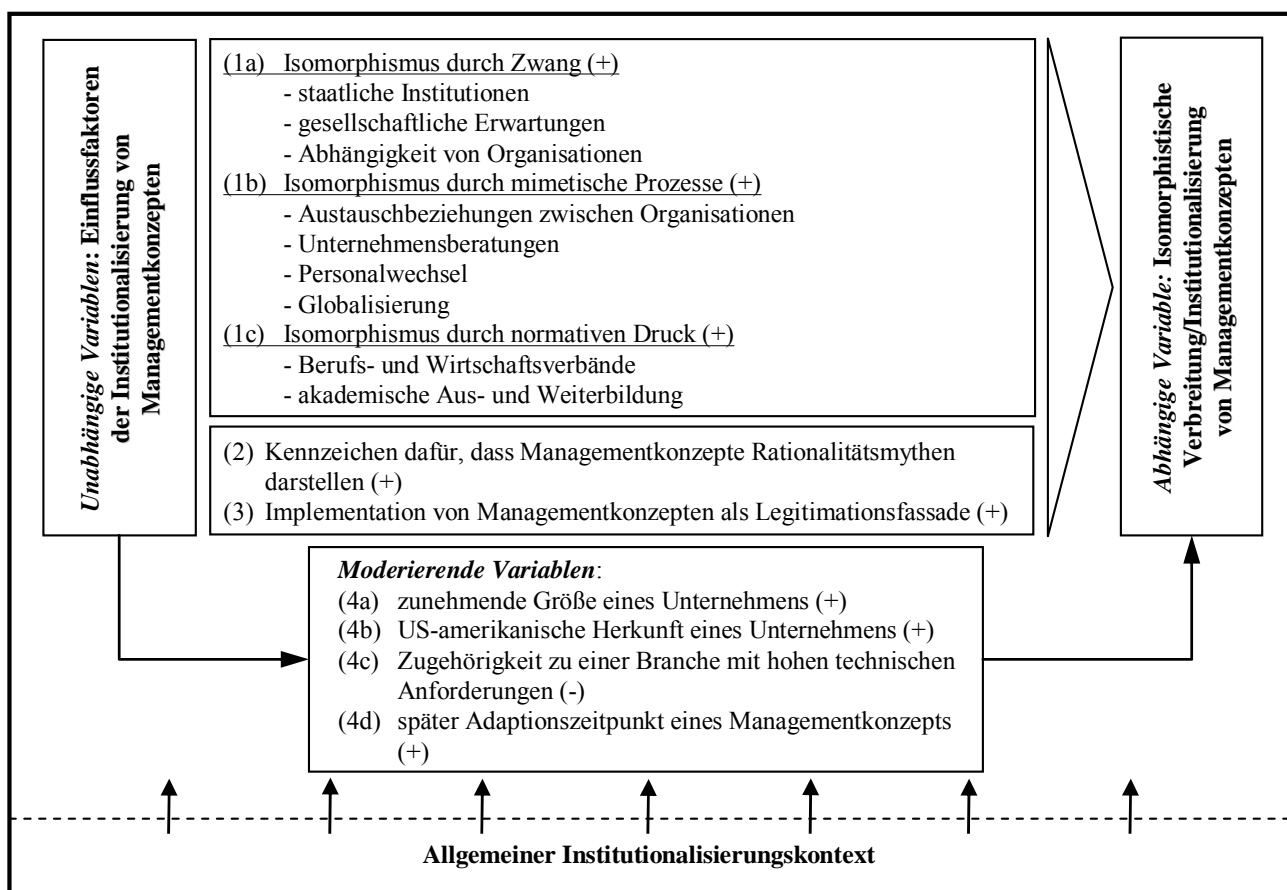 Unabhängige Variablen: Einflussfaktoren
der Institutionalisierung von
Managementkonzepten
(1a) Isomorphismus durch Zwang (+)
- staatliche Institutionen
- gesellschaftliche Erwartungen
- Abhängigkeit von Organisationen
(1b) Isomorphismus durch mimetische Prozesse (+)
- Austauschbeziehungen zwischen Organisationen
- Unternehmensberatungen
- Personalwechsel
- Globalisierung
(1c) Isomorphismus durch normativen Druck (+)
- Berufs- und Wirtschaftsverbände
- akademische Aus- und Weiterbildung
(2) Kennzeichen dafür, dass Managementkonzepte Rationalitätsmythen
darstellen (+)
(3) Implementation von Managementkonzepten als Legitimationsfassade (+)
Abhängige Variable: Isomorphistische
Verbreitung/Institutionalisierung
von Managementkonzepten
Moderierende Variablen:
(4a) zunehmende Größe eines Unternehmens (+)
(4b) US-amerikanische Herkunft eines Unternehmens (+)
(4c) Zugehörigkeit zu einer Branche mit hohen technischen
Anforderungen (-)
(4d) später Adaptionszeitpunkt eines Managementkonzepts
(+)
Allgemeiner Institutionalisierungskontext